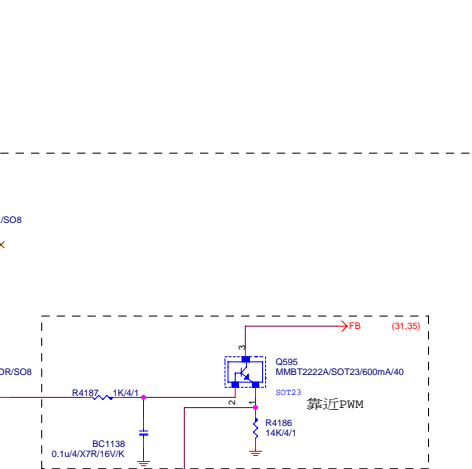 /SO8
FB (31,35)
3
Q595
MMBT2222A/SOT23/600mA/40
OR/SO8
SOT23
R4187 1K/4/1
2
1
靠近PWM
R4186
14K/4/1
BC1138
0.1u/4/X7R/16V/K